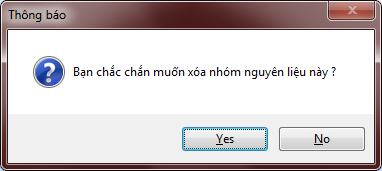 Thông báo
Bạn chắc chắn muốn xóa nhóm nguyên liệu này ?
Yes
No